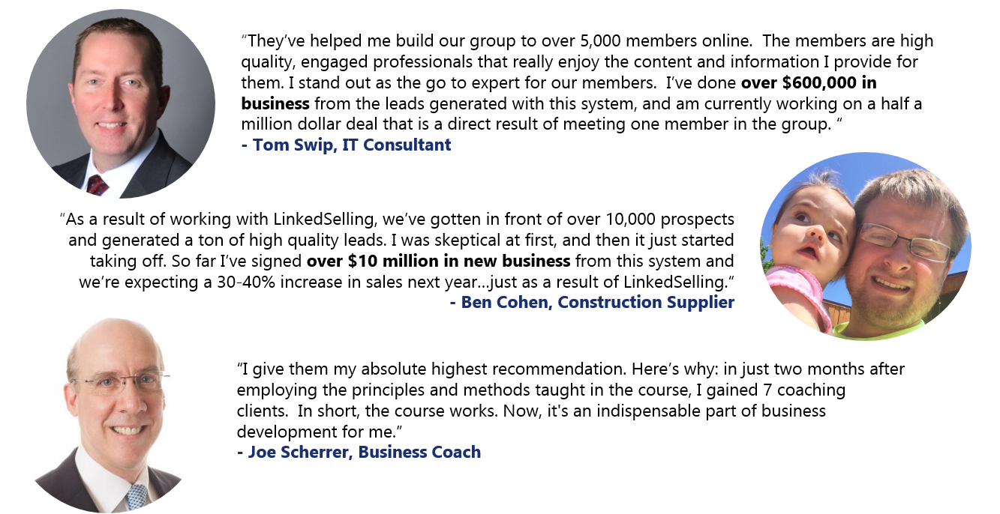 “They’ve helped me build our group to over 5,000 members online.  The members are high
quality, engaged professionals that really enjoy the content and information I provide for
them. I stand out as the go to expert for our members.  I’ve done over $600,000 in
business from the leads generated with this system, and am currently working on a half a
million dollar deal that is a direct result of meeting one member in the group. “
- Tom Swip, IT Consultant
“As a result of working with LinkedSelling, we’ve gotten in front of over 10,000 prospects
and generated a ton of high quality leads. I was skeptical at first, and then it just started
taking off. So far I’ve signed over $10 million in new business from this system and
we’re expecting a 30-40% increase in sales next year…just as a result of LinkedSelling.“
- Ben Cohen, Construction Supplier
“I give them my absolute highest recommendation. Here’s why: in just two months after
employing the principles and methods taught in the course, I gained 7 coaching
clients.  In short, the course works. Now, it's an indispensable part of business
development for me.”
- Joe Scherrer, Business Coach